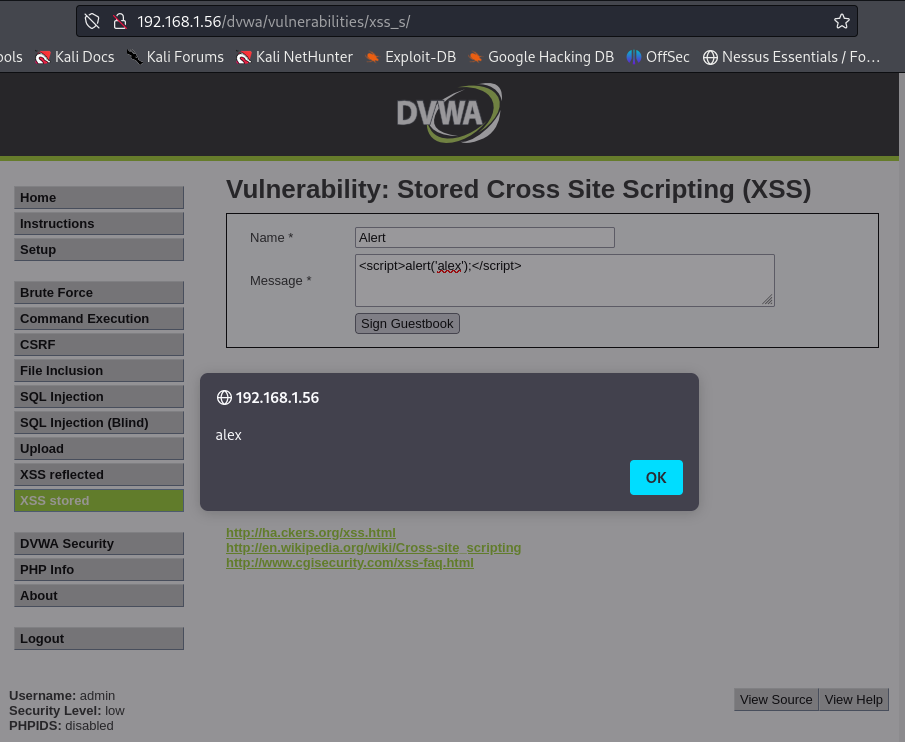 192.168.1.56/dvwa/vulnerabilities/xss_s/
ools Kali Docs Kali Forums Kali NetHunter Exploit-DB Google Hacking DB OffSec Nessus Essentials / Fo…
DVWA
Home
Instructions
Setup
Brute Force
Command Execution
CSRF
File Inclusion
SQL Injection
SQL Injection (Blind)
Upload
XSS reflected
XSS stored
DVWA Security
PHP Info
About
Logout
Vulnerability: Stored Cross Site Scripting (XSS)
Name * Alert
Message * <script>alert('alex');</script>
Sign Guestbook
192.168.1.56
alex
OK
http://ha.ckers.org/xss.html
http://en.wikipedia.org/wiki/Cross-site_scripting
http://www.cgisecurity.com/xss-faq.html
Username: admin
Security Level: low
PHPIDS: disabled
View Source View Help